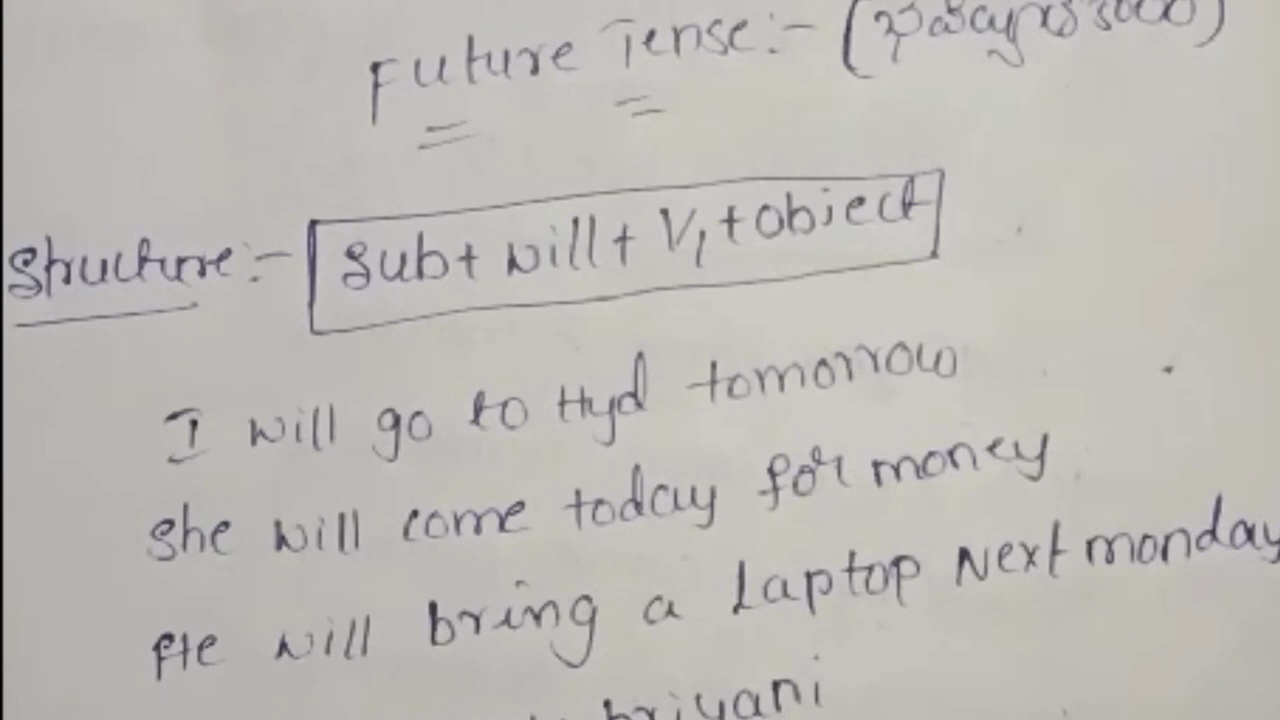 Future Tense:- (
Structure:- Sub+ will + V1 + object
I will go to Hyd tomorrow
She will come today for money
He will bring a Laptop Next monday
briyani